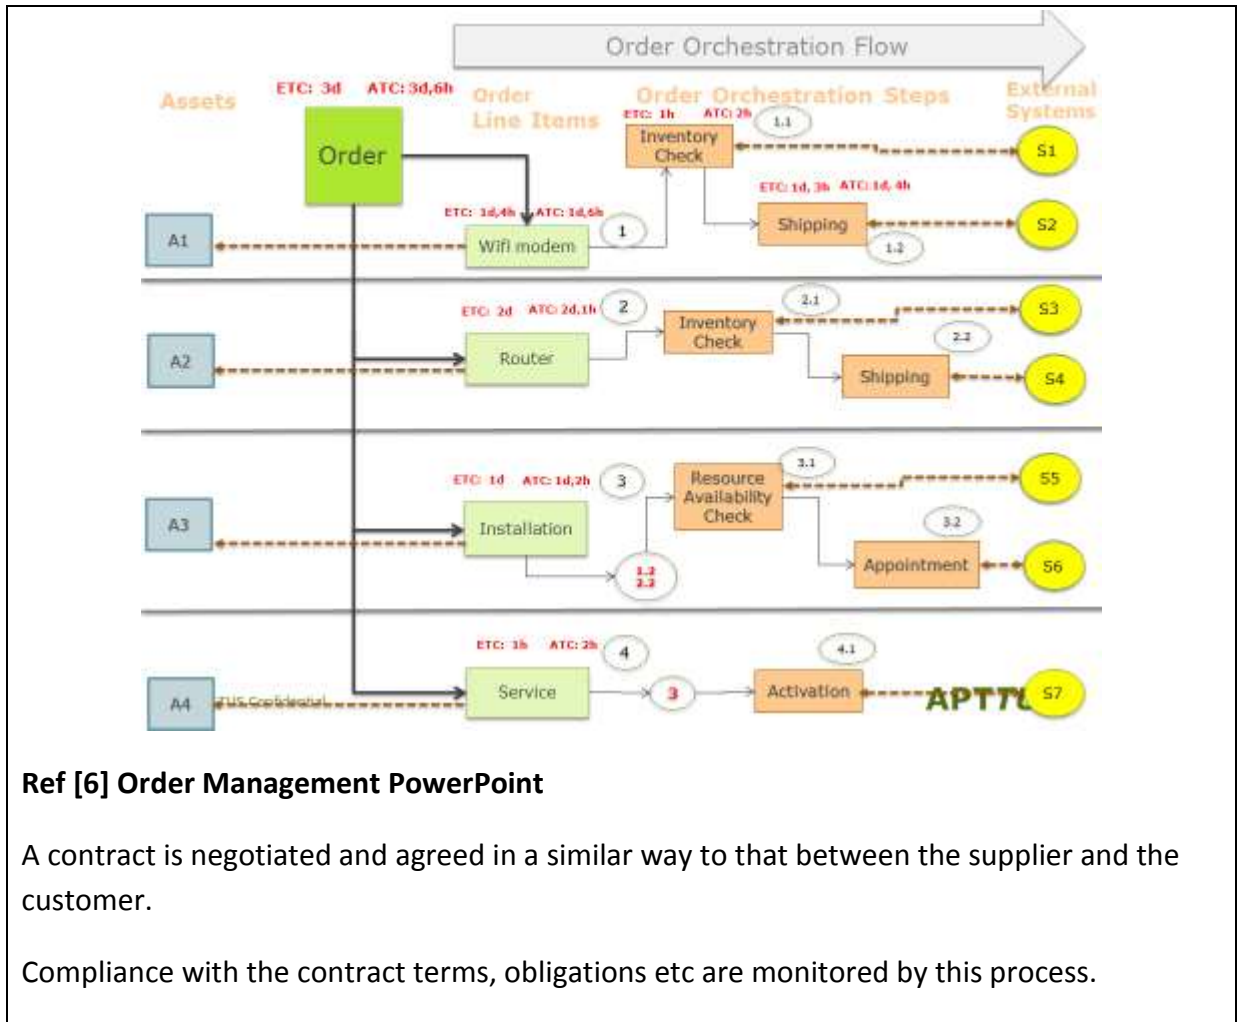 Order Orchestration Flow
Assets
ETC: 3d ATC: 3d,6h
Order
Line Items
Order Orchestration Steps
External
Systems
ETC: 1h ATC: 2h
1.1
Order
Inventory
Check
S1
ETC: 1d, 3h ATC: 1d, 4h
A1
ETC: 1d,4h ATC: 1d,6h
1
Wifi modem
Shipping
1.2
S2
ETC: 2d ATC: 2d,1h
2
2.1
S3
A2
Router
Inventory
Check
2.2
Shipping
S4
ETC: 1d ATC: 1d,2h
3
3.1
Resource
Availability
Check
S5
A3
Installation
3.2
1.2
2.2
Appointment
S6
ETC: 1h ATC: 2h
4
4.1
A4
TUS Confidential
Service
3
Activation
S7
Ref [6] Order Management PowerPoint
A contract is negotiated and agreed in a similar way to that between the supplier and the
customer.
Compliance with the contract terms, obligations etc are monitored by this process.